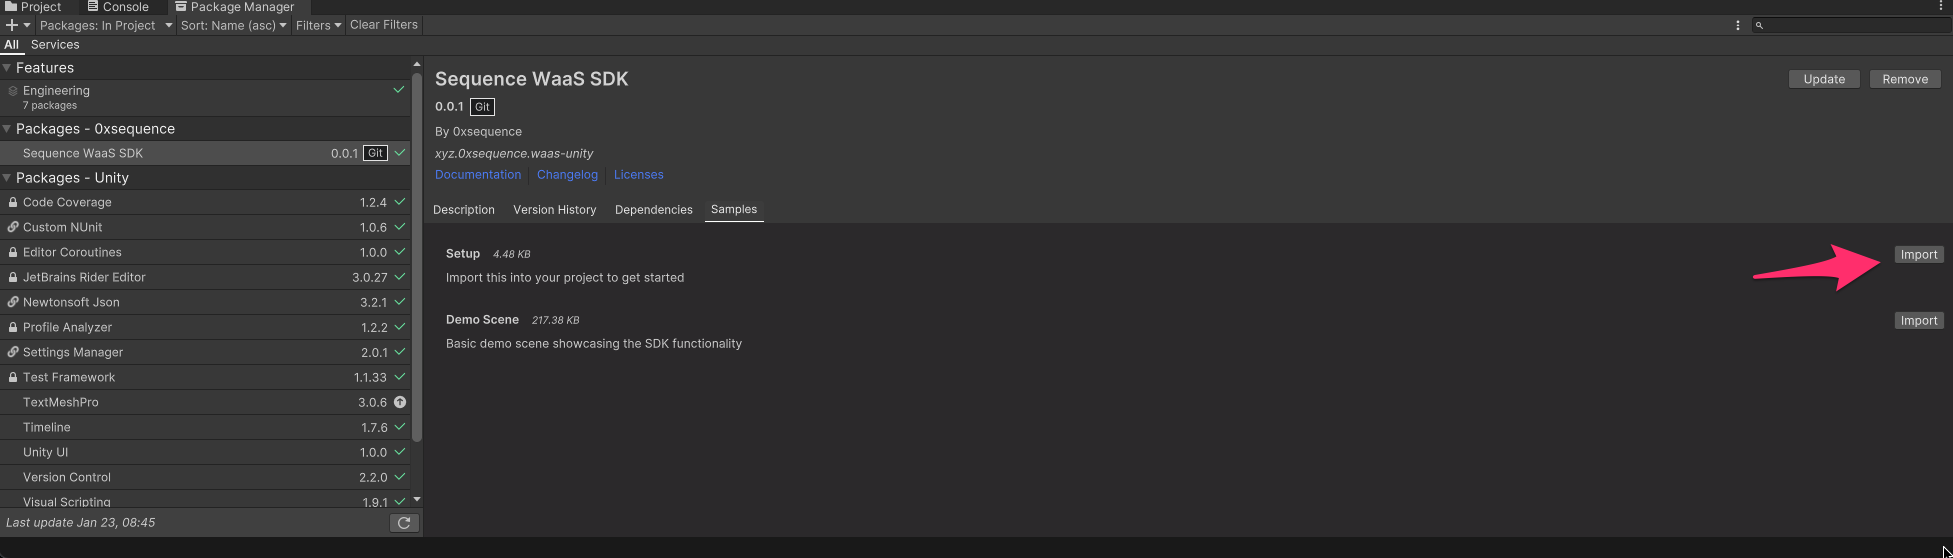 Project Console Package Manager
Packages: In Project Sort: Name (asc) Filters Clear Filters
All Services
Features
Engineering
7 packages
Packages - 0xsequence
Sequence WaaS SDK 0.0.1 Git
Packages - Unity
Code Coverage 1.2.4
Custom NUnit 1.0.6
Editor Coroutines 1.0.0
JetBrains Rider Editor 3.0.27
Newtonsoft Json 3.2.1
Profile Analyzer 1.2.2
Settings Manager 2.0.1
Test Framework 1.1.33
TextMeshPro 3.0.6
Timeline 1.7.6
Unity UI 1.0.0
Version Control 2.2.0
Visual Scripting 1.9.1
Last update Jan 23, 08:45
Sequence WaaS SDK
Update Remove
0.0.1 Git
By 0xsequence
xyz.0xsequence.waas-unity
Documentation Changelog Licenses
Description Version History Dependencies Samples
Setup 4.48 KB Import
Import this into your project to get started
Demo Scene 217.38 KB Import
Basic demo scene showcasing the SDK functionality